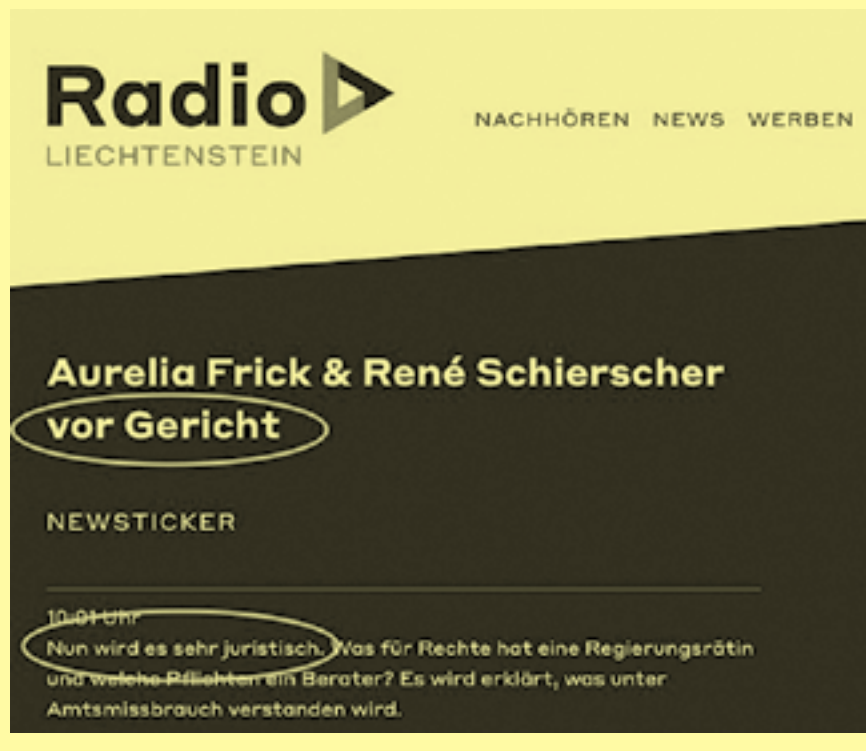 Radio
LIECHTENSTEIN
NACHHÖREN NEWS WERBEN
Aurelia Frick & René Schierscher
vor Gericht
NEWSTICKER
10:01 Uhr
Nun wird es sehr juristisch. Was für Rechte hat eine Regierungsrätin
und welche Pflichten ein Berater? Es wird erklärt, was unter
Amtsmissbrauch verstanden wird.